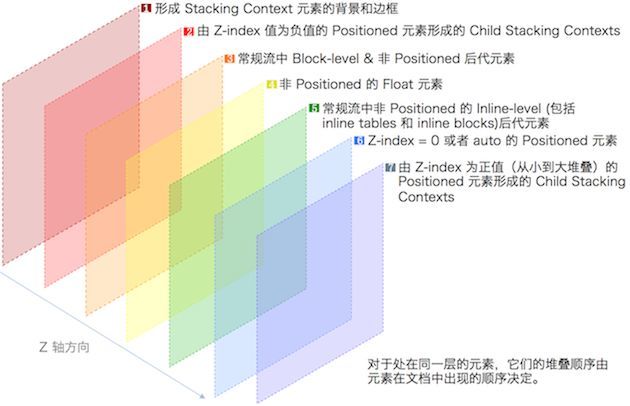 1 形成 Stacking Context 元素的背景和边框
2 由 Z-index 值为负值的 Positioned 元素形成的 Child Stacking Contexts
3 常规流中 Block-level & 非 Positioned 后代元素
4 非 Positioned 的 Float 元素
5 常规流中非 Positioned 的 Inline-level (包括
inline tables 和 inline blocks)后代元素
6 Z-index = 0 或者 auto 的 Positioned 元素
7 由 Z-index 为正值（从小到大堆叠）的
Positioned 元素形成的 Child Stacking
Contexts
Z 轴方向
对于处在同一层的元素，它们的堆叠顺序由
元素在文档中出现的顺序决定。